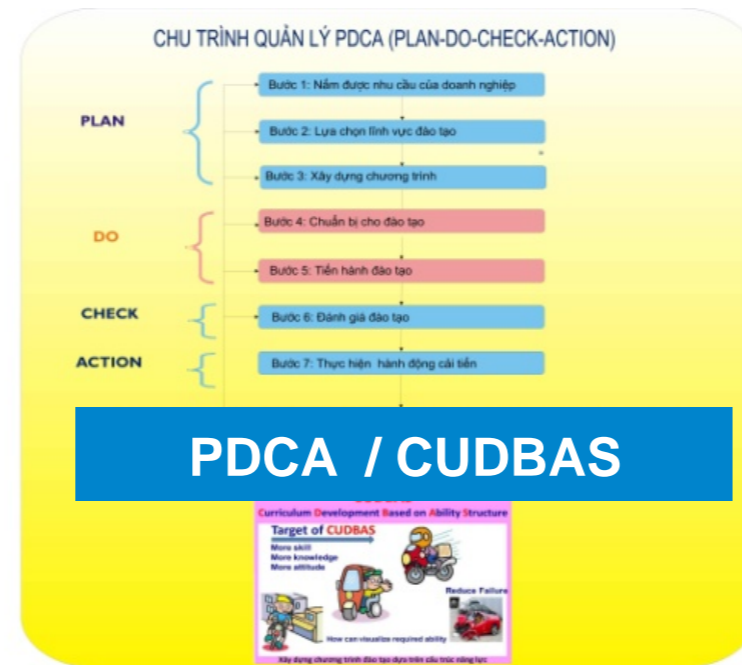 CHU TRÌNH QUẢN LÝ PDCA (PLAN-DO-CHECK-ACTION)
PLAN
Bước 1: Nắm được nhu cầu của doanh nghiệp
Bước 2: Lựa chọn lĩnh vực đào tạo
Bước 3: Xây dựng chương trình
DO
Bước 4: Chuẩn bị cho đào tạo
Bước 5: Tiến hành đào tạo
CHECK
Bước 6: Đánh giá đào tạo
ACTION
Bước 7: Thực hiện hành động cải tiến
PDCA / CUDBAS
Curriculum Development Based on Ability Structure
Target of CUDBAS
More skill
More knowledge
More attitude
Reduce Failure
How can visualize required ability
Xây dựng chương trình đào tạo dựa trên cấu trúc năng lực